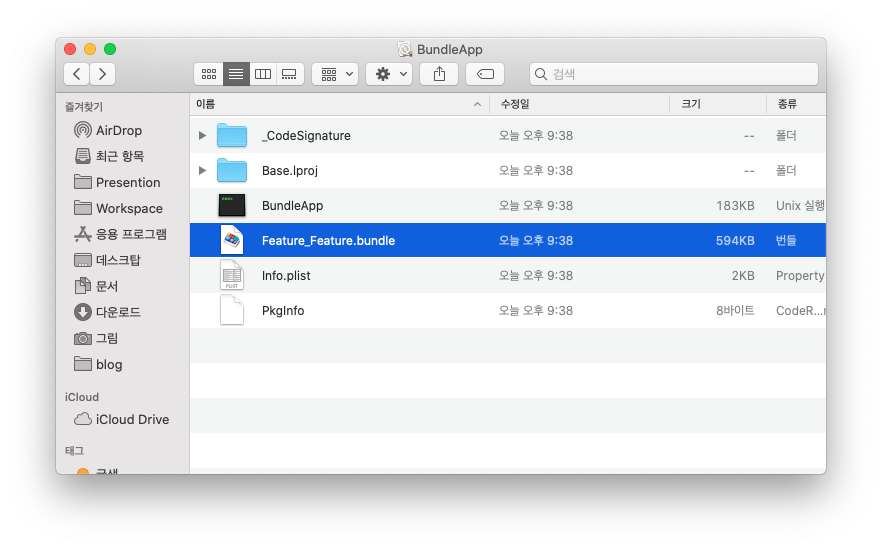 BundleApp
검색
즐겨찾기
AirDrop
최근 항목
Presention
Workspace
응용 프로그램
데스크탑
문서
다운로드
그림
blog
iCloud
iCloud Drive
태그
이름 수정일 크기 종류
_CodeSignature 오늘 오후 9:38 -- 폴더
Base.lproj 오늘 오후 9:38 -- 폴더
BundleApp 오늘 오후 9:38 183KB Unix 실행
Feature_Feature.bundle 오늘 오후 9:38 594KB 번들
Info.plist 오늘 오후 9:38 2KB Property
PLIST
PkgInfo 오늘 오후 9:38 8바이트 CodeR...r